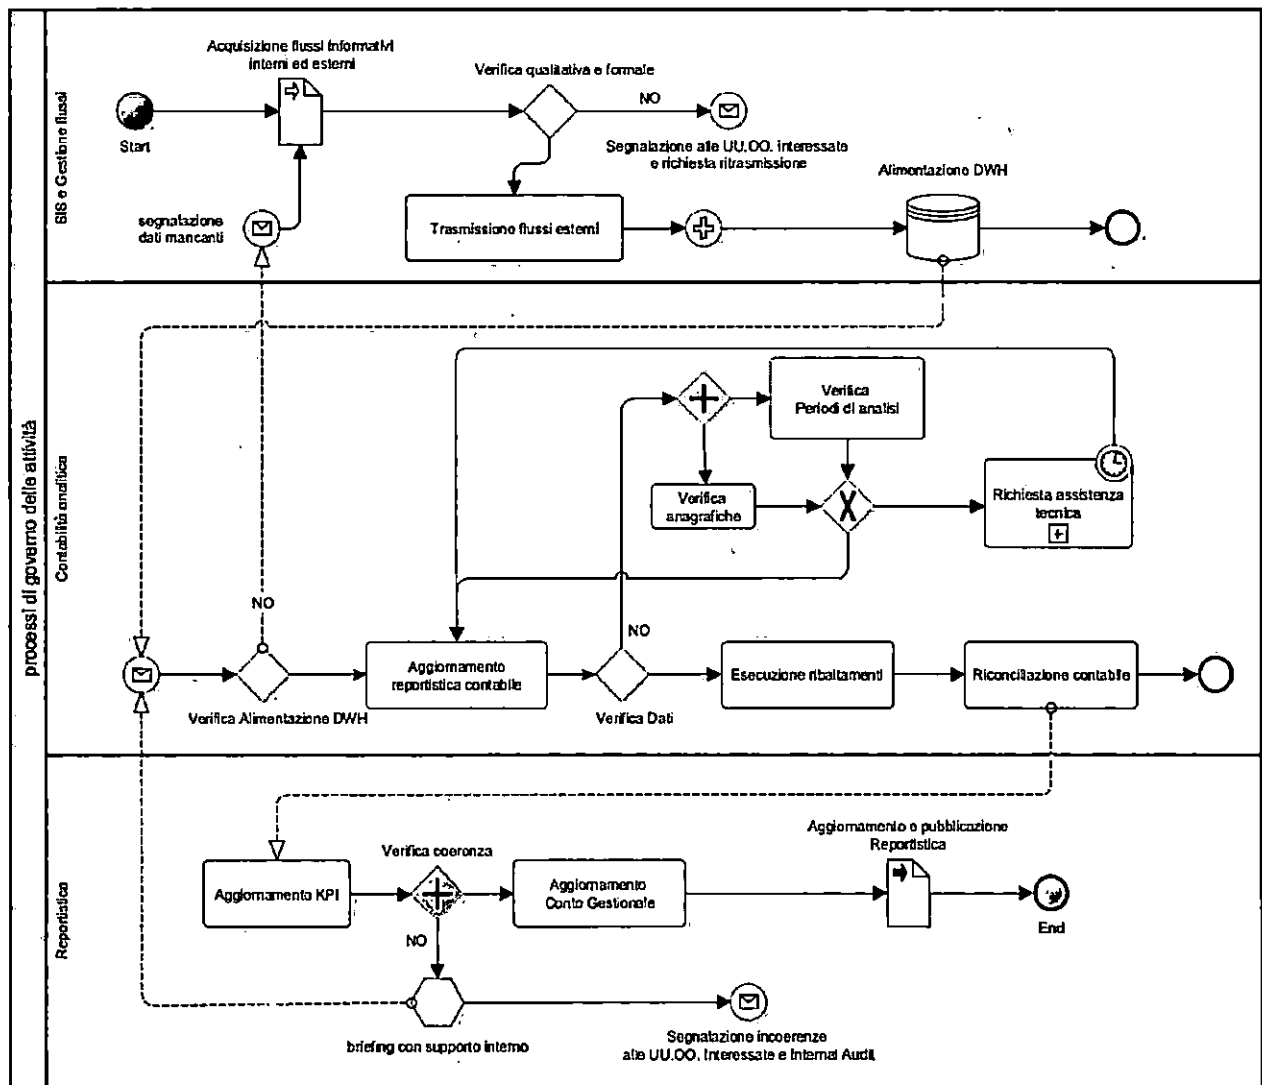 processi di governo delle attività
SIS e Gestione flussi
Acquisizione flussi Informativi
interni ed esterni
Verifica qualitativa e formale
NO
Start
Segnalazione alle UU.OO. interessate
e richiesta ritrasmissione
Alimentazione DWH
segnalazione
dati mancanti
Trasmissione flussi esterni
Contabilità analitica
Verifica
Periodi di analisi
Verifica
anagrafiche
X
Richiesta assistenza
tecnica
NO
NO
Aggiornamento
reportistica contabile
Esecuzione ribaltamenti
Riconciliazione contabile
Verifica Alimentazione DWH
Verifica Dati
Reportistica
Aggiornamento e pubblicazione
Reportistica
Verifica coerenza
Aggiornamento KPI
Aggiornamento
Conto Gestionale
End
NO
briefing con supporto interno
Segnalazione incoerenze
alle UU.OO. Interessate e Internal Audit